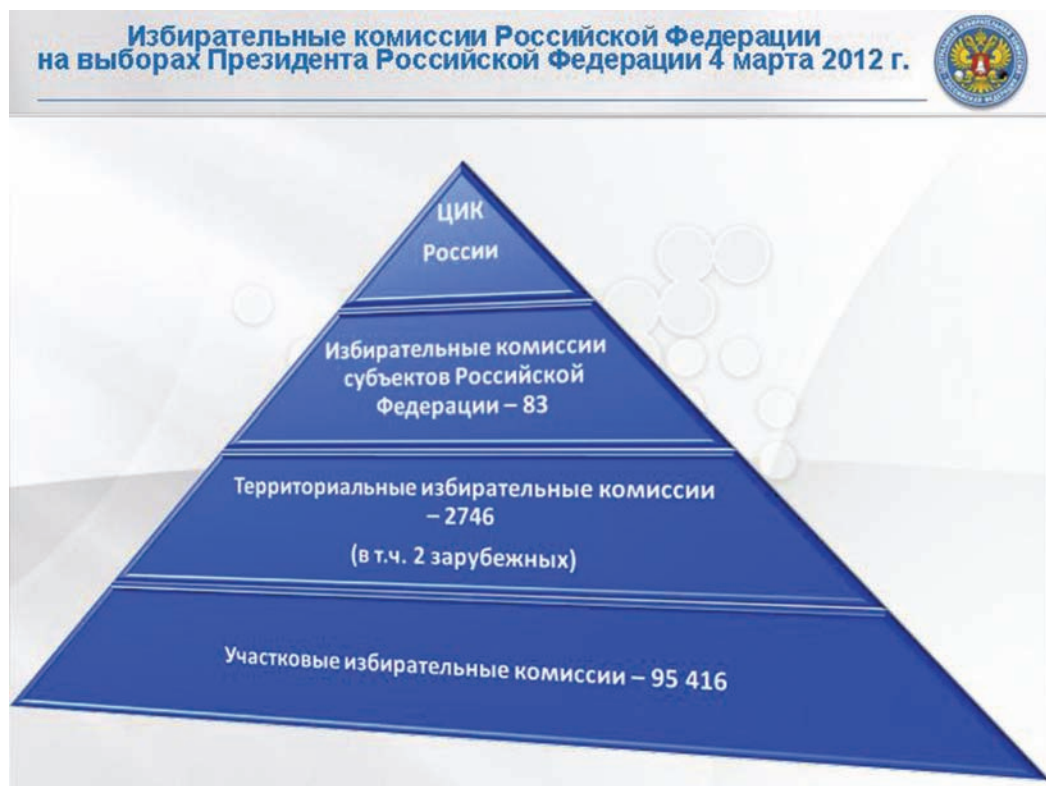 Избирательные комиссии Российской Федерации
на выборах Президента Российской Федерации 4 марта 2012 г.
ЦИК
России
Избирательные комиссии
субъектов Российской
Федерации – 83
Территориальные избирательные комиссии
– 2746
(в т.ч. 2 зарубежных)
Участковые избирательные комиссии – 95 416